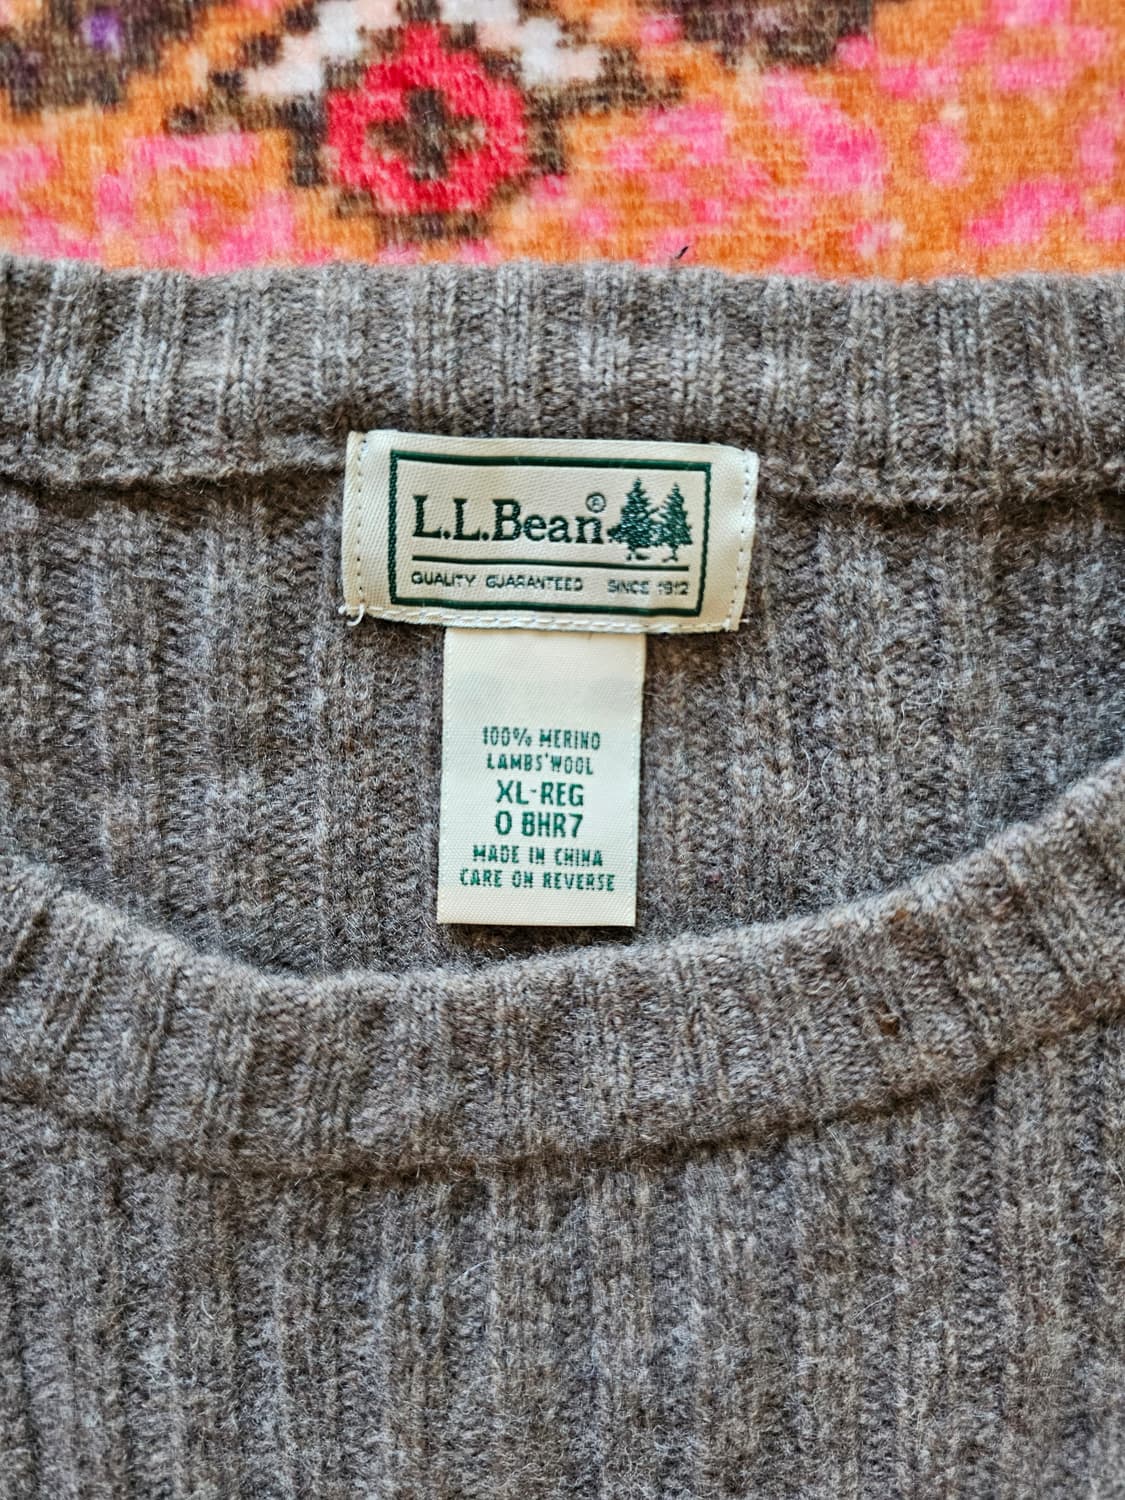 L.L.Bean®
QUALITY GUARANTEED SINCE 1912
100% MERINO
LAMBS' WOOL
XL-REG
0 BHR7
MADE IN CHINA
CARE ON REVERSE